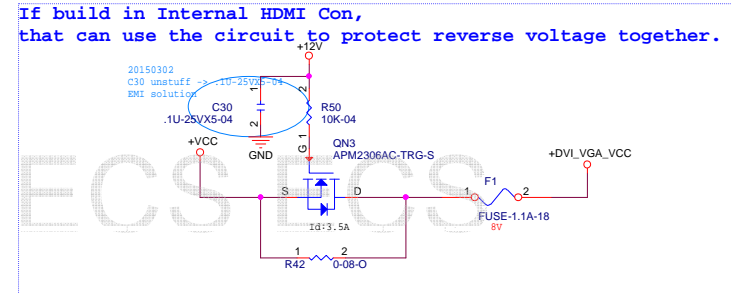 If build in Internal HDMI Con,
that can use the circuit to protect reverse voltage together.
+12V
20150302
C30 unstuff -> .1U-25VX5-04
EMI solution
1
2
C30
R50
.1U-25VX5-04
10K-04
2
1
+VCC
GND
G
QN3
APM2306AC-TRG-S
+DVI_VGA_VCC
ECS ECS
S
D
1
F1
2
FUSE-1.1A-18
8V
Id:3.5A
1
2
R42
0-08-O